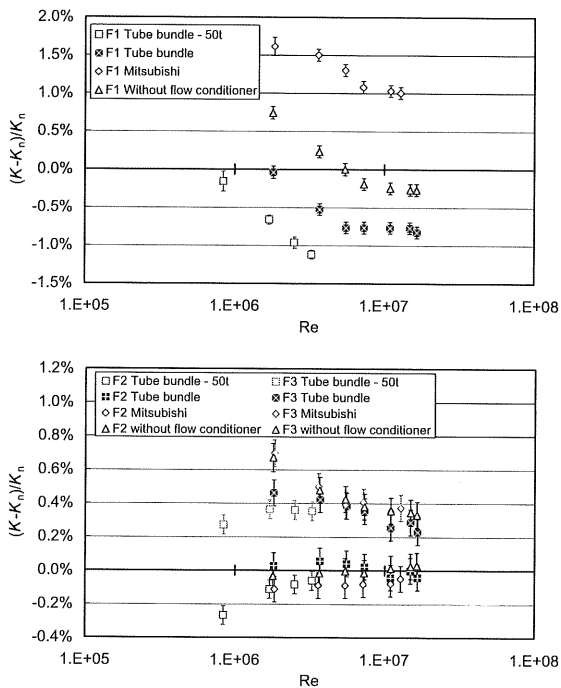 2.0%
1.5%
1.0%
0.5%
0.0%
-0.5%
-1.0%
-1.5%
(K-Kn)/Kn
F1 Tube bundle - 50t
F1 Tube bundle
F1 Mitsubishi
F1 Without flow conditioner
1.E+05 1.E+06 1.E+07 1.E+08
Re
1.2%
1.0%
0.8%
0.6%
0.4%
0.2%
0.0%
-0.2%
-0.4%
(K-Kn)/Kn
F2 Tube bundle - 50t F3 Tube bundle - 50t
F2 Tube bundle F3 Tube bundle
F2 Mitsubishi F3 Mitsubishi
F2 without flow conditioner F3 without flow conditioner
1.E+05 1.E+06 1.E+07 1.E+08
Re